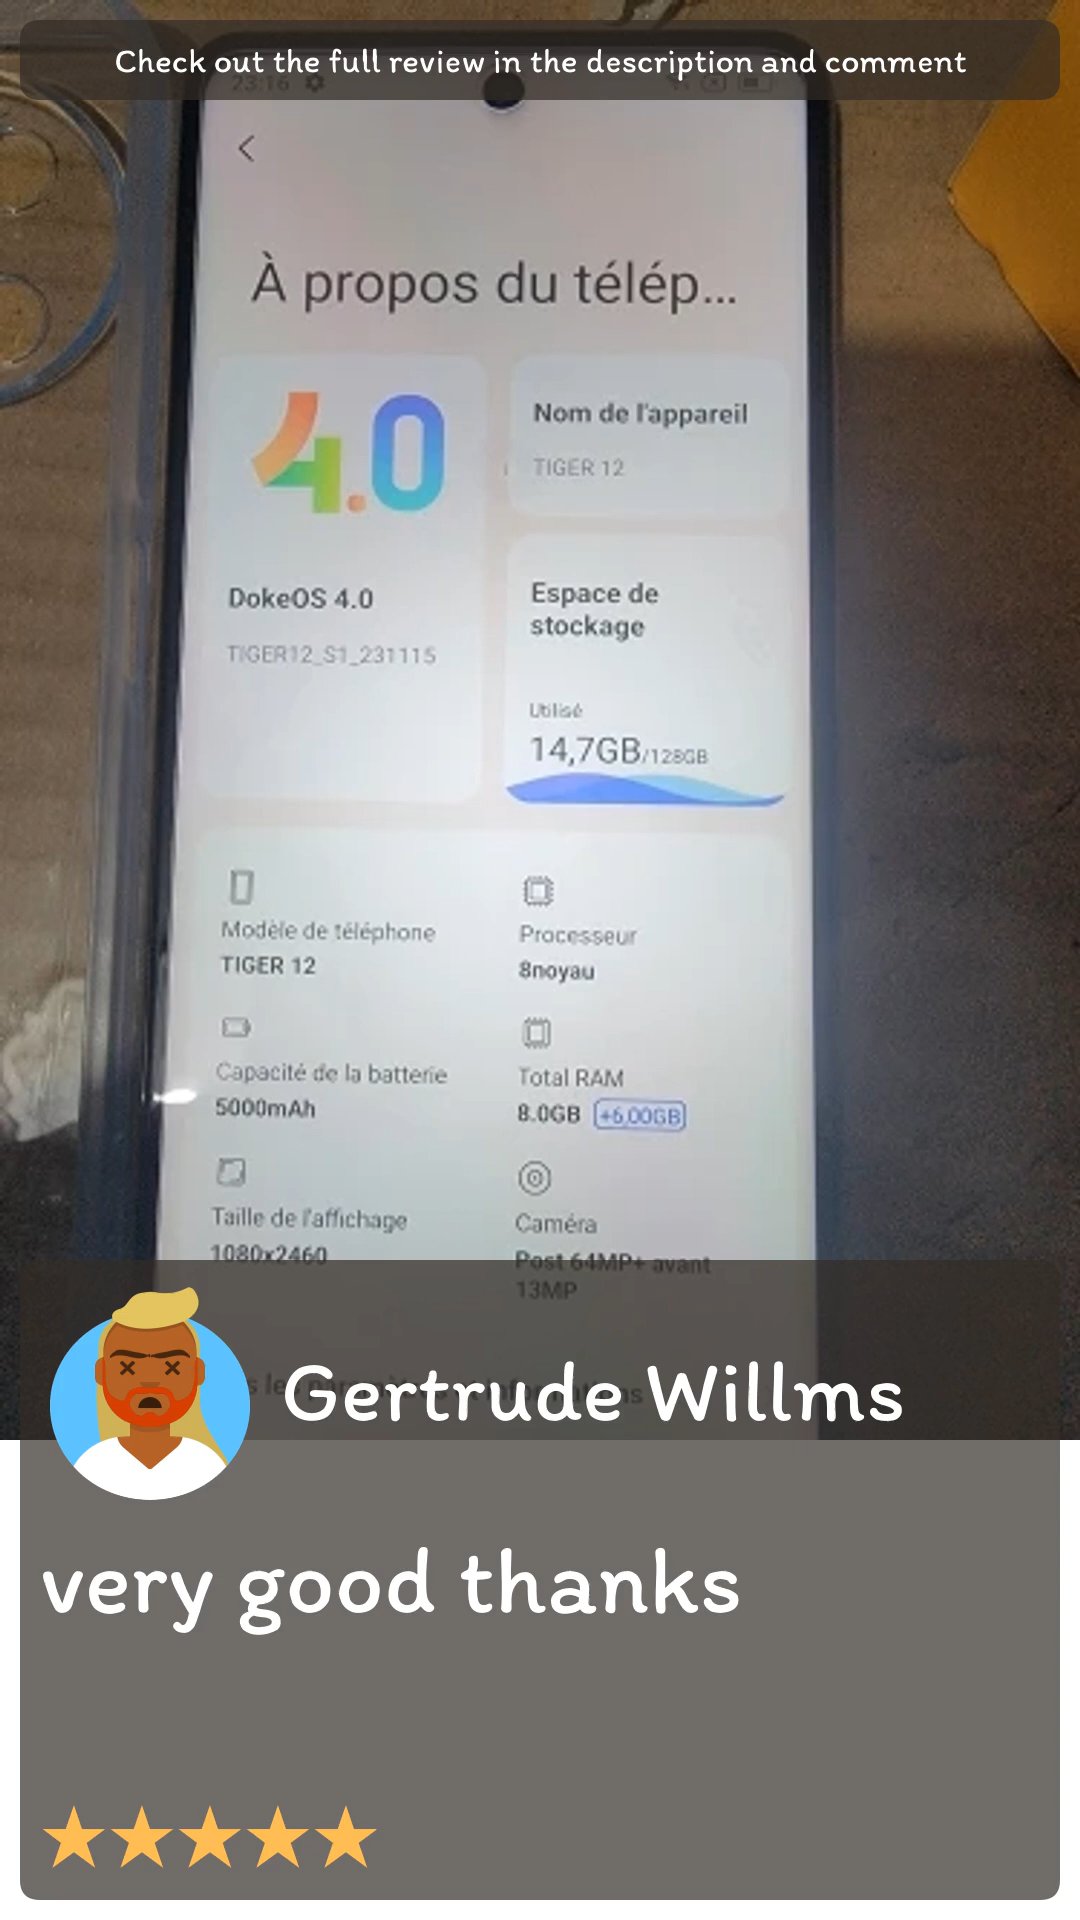 Check out the full review in the description and comment
23:16
À propos du télép...
4.0
Nom de l'appareil
TIGER 12
DokeOS 4.0
TIGER12_S1_231115
Espace de
stockage
Utilisé
14,7GB/128GB
Modèle de téléphone
TIGER 12
Processeur
8noyau
Capacité de la batterie
5000mAh
Total RAM
8.0GB +6,00GB
Taille de l'affichage
1080x2460
Caméra
Post 64MP+ avant
13MP
Gertrude Willms
very good thanks